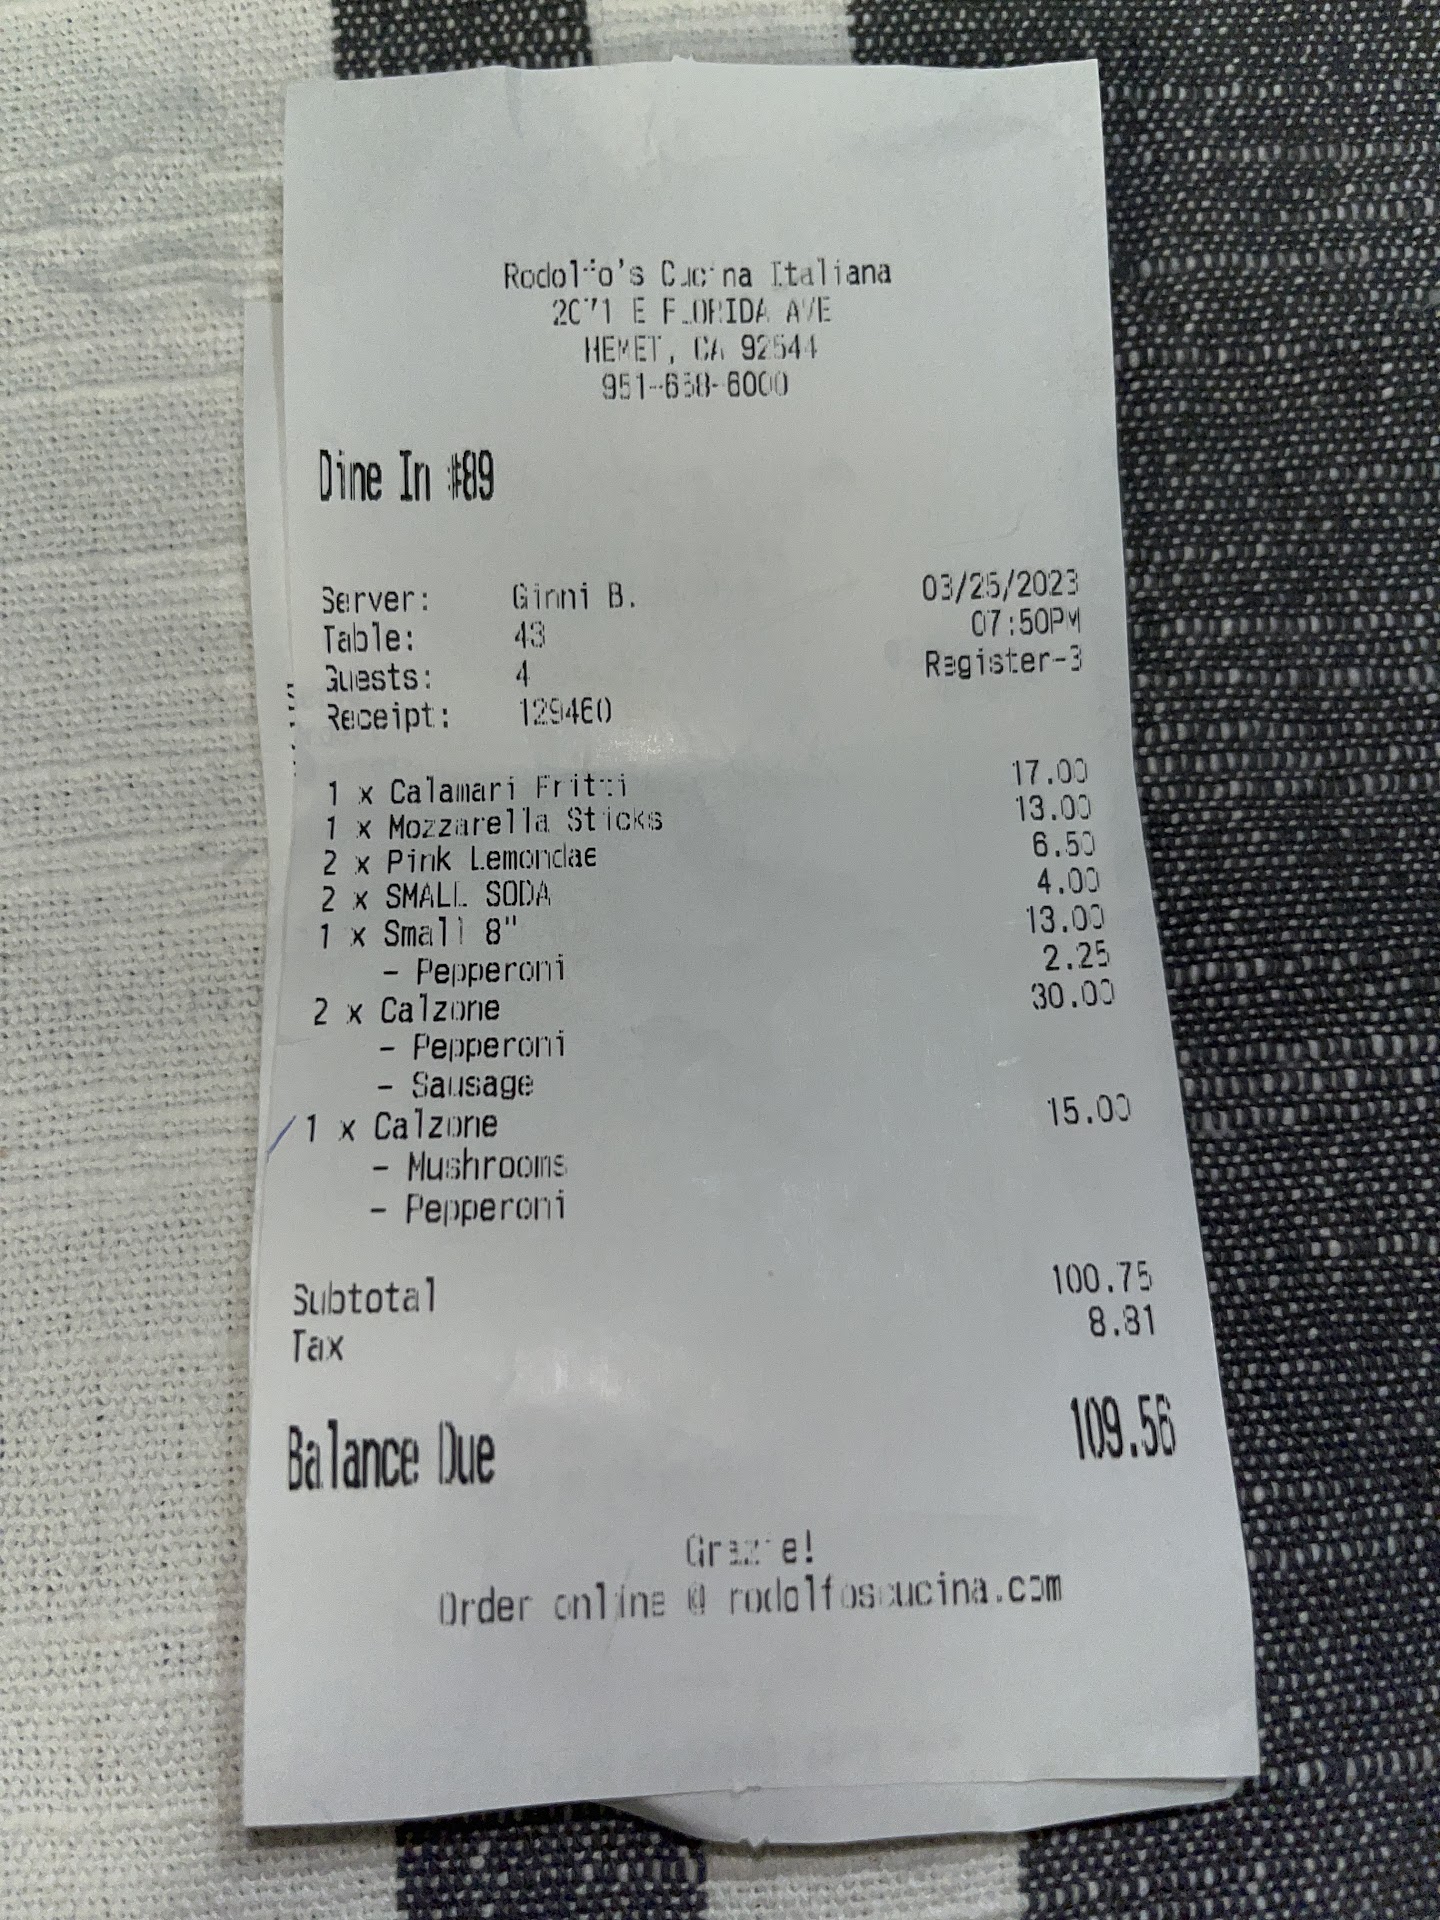 Rodolfo's Cucina Italiana
2071 E FLORIDA AVE
HEMET, CA 92544
951-658-6000
Dine In #89
Server: Ginni B. 03/25/2023
Table: 43 07:50PM
Guests: 4 Register-3
Receipt: 129460
1 x Calamari Fritti 17.00
1 x Mozzarella Sticks 13.00
2 x Pink Lemondae 6.50
2 x SMALL SODA 4.00
1 x Small 8" 13.00
- Pepperoni 2.25
2 x Calzone 30.00
- Pepperoni
- Sausage
1 x Calzone 15.00
- Mushrooms
- Pepperoni
Subtotal 100.75
Tax 8.81
Balance Due 109.56
Grazie!
Order online @ rodolfoscucina.com